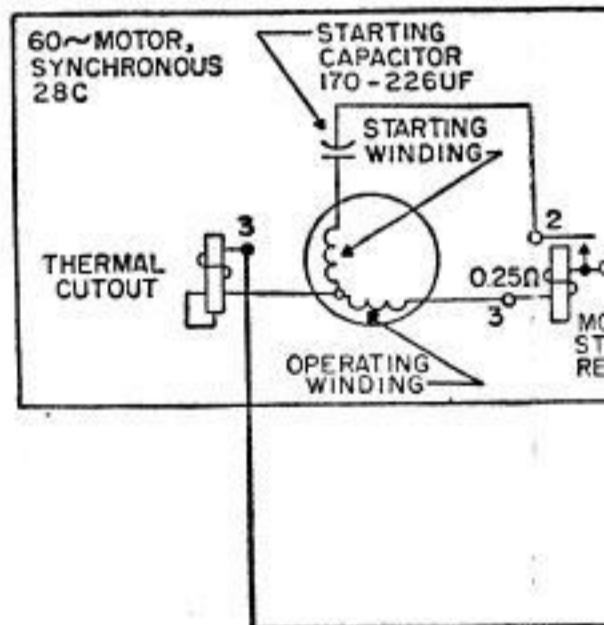 60~MOTOR,
SYNCHRONOUS
28C
STARTING
CAPACITOR
170-226UF
STARTING
WINDING
3
THERMAL
CUTOUT
2
0.25Ω
3
OPERATING
WINDING